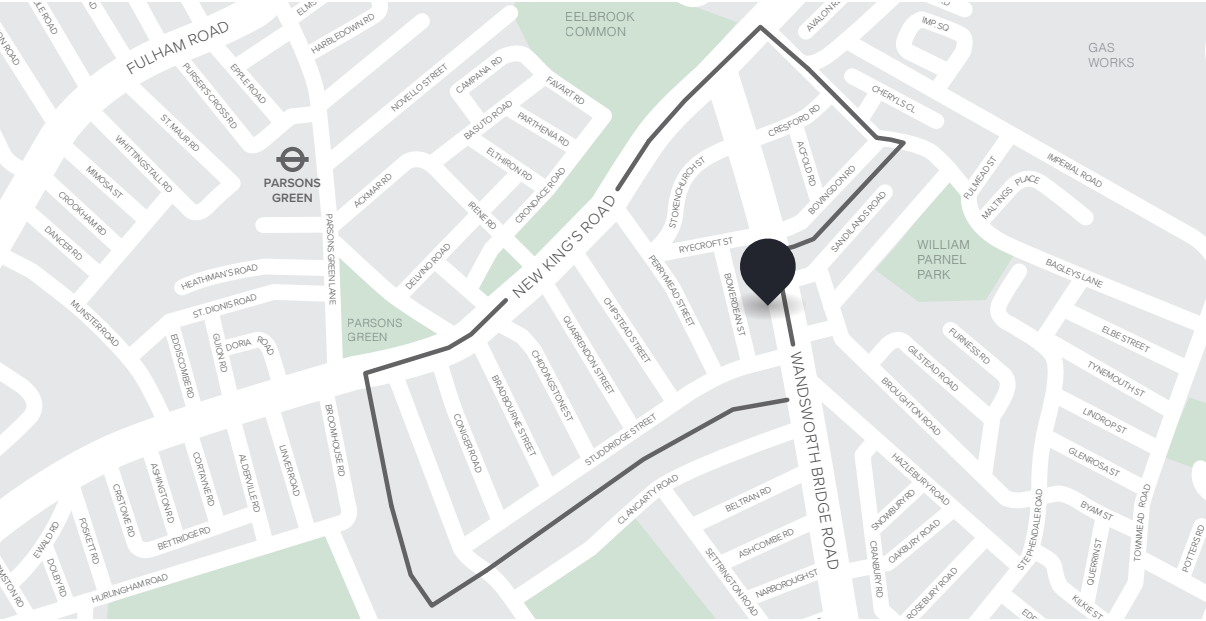 FULHAM ROAD
HARBLEDOWN RD
EELBROOK
COMMON
AVALON R
IMP. SQ
GAS
WORKS
PURSER'S CROSS RD
EPPLE ROAD
NOVELLO STREET
CAMPANA RD
FAVART RD
CHERYLS CL
ST. MAUR RD
WHITTINGSTALL RD
BASUTO ROAD
PARTHENIA RD
CRESFORD RD
ACFOLD RD
IMPERIAL ROAD
PARSONS
GREEN
MIMOSA ST
ELTHIRON RD
CRONDACE ROAD
STOKENCHURCH ST
BOVINGDON RD
FULMEAD ST
MALTINGS PLACE
CROOKHAM RD
ACKMAR RD
IRENE RD
NEW KING'S ROAD
SANDILANDS ROAD
DANCER RD
PARSONS GREEN LANE
RYECROFT ST
WILLIAM
PARNEL
PARK
HEATHMAN'S ROAD
DELVINO ROAD
PERRYMEAD STREET
BOWERDEAN ST
BAGLEYS LANE
MUNSTER ROAD
ST. DIONIS ROAD
PARSONS
GREEN
QUARRENDON STREET
CHIPSTEAD STREET
ELBE STREET
EDDISCOMBE RD
GUION RD
DORIA ROAD
CHIDDINGSTONE ST
FURNESS RD
GILSTEAD ROAD
TYNEMOUTH ST
BRADBOURNE STREET
BROUGHTON ROAD
WANDSWORTH BRIDGE ROAD
LINDROP ST
CONIGER ROAD
STUDDRIDGE STREET
BROOMHOUSE RD
GLENROSA ST
LINVER ROAD
ALDERVILLE RD
CORTAYNE RD
ASHINGTON RD
CRISTOWE RD
HAZLEBURY ROAD
CLANCARTY ROAD
BELTRAN RD
SNOWBURY RD
BYAM ST
STEPHENDALE ROAD
TOWNMEAD ROAD
EWALD RD
FOSKETT RD
BETTRIDGE RD
ASHCOMBE RD
OAKBURY ROAD
QUERRIN ST
POTTERS RD
DOLBY RD
HURLINGHAM ROAD
SETTRINGTON ROAD
NARBOROUGH ST
CRANBURY RD
ROSEBURY ROAD
KILKIE ST